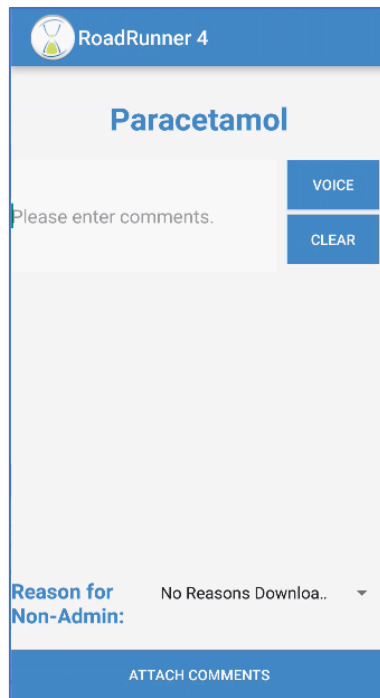 RoadRunner 4
Paracetamol
Please enter comments.
VOICE
CLEAR
Reason for
Non-Admin:
No Reasons Downloa..
ATTACH COMMENTS